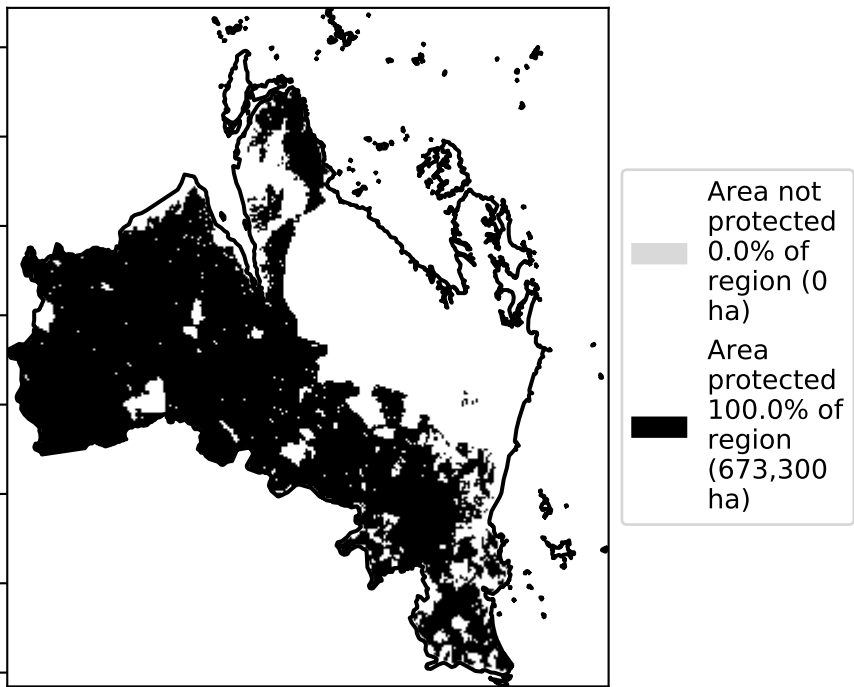 Area not
protected
0.0% of
region (0
ha)
Area
protected
100.0% of
region
(673,300
ha)